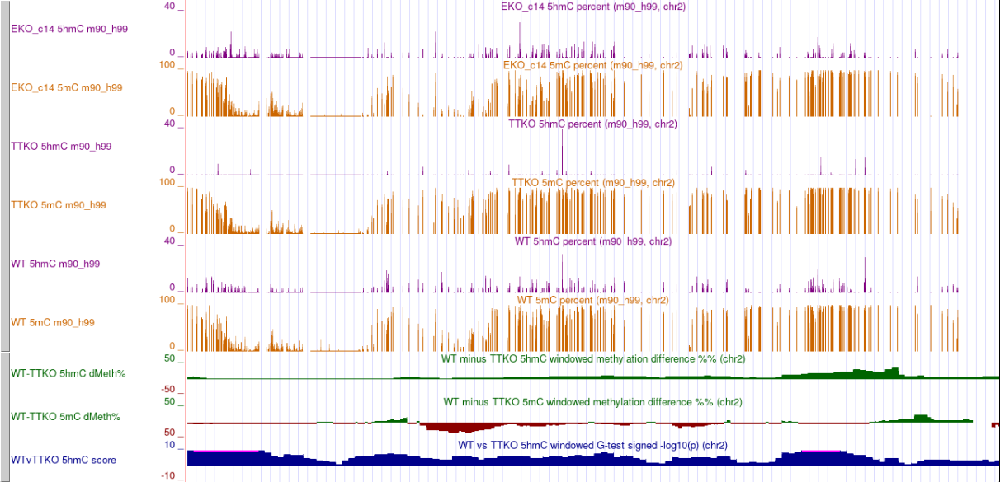 EKO_c14 5hmC percent (m90_h99, chr2)
40 _
EKO_c14 5hmC m90_h99
0 _
EKO_c14 5mC percent (m90_h99, chr2)
100 _
EKO_c14 5mC m90_h99
0 _
TTKO 5hmC percent (m90_h99, chr2)
40 _
TTKO 5hmC m90_h99
0 _
TTKO 5mC percent (m90_h99, chr2)
100 _
TTKO 5mC m90_h99
0 _
WT 5hmC percent (m90_h99, chr2)
40 _
WT 5hmC m90_h99
0 _
WT 5mC percent (m90_h99, chr2)
100 _
WT 5mC m90_h99
0 _
WT minus TTKO 5hmC windowed methylation difference %% (chr2)
50 _
WT-TTKO 5hmC dMeth%
-50 _
WT minus TTKO 5mC windowed methylation difference %% (chr2)
50 _
WT-TTKO 5mC dMeth%
-50 _
WT vs TTKO 5hmC windowed G-test signed -log10(p) (chr2)
10 _
WTvTTKO 5hmC score
-10 _